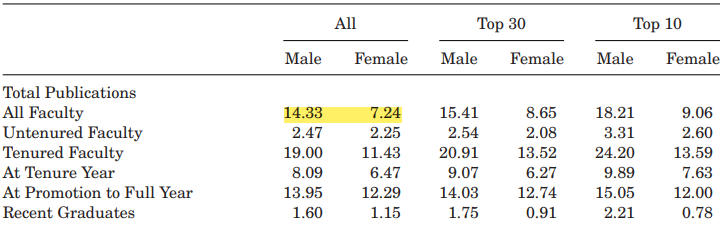 All Top 30 Top 10
Male Female Male Female Male Female
Total Publications
All Faculty 14.33 7.24 15.41 8.65 18.21 9.06
Untenured Faculty 2.47 2.25 2.54 2.08 3.31 2.60
Tenured Faculty 19.00 11.43 20.91 13.52 24.20 13.59
At Tenure Year 8.09 6.47 9.07 6.27 9.89 7.63
At Promotion to Full Year 13.95 12.29 14.03 12.74 15.05 12.00
Recent Graduates 1.60 1.15 1.75 0.91 2.21 0.78